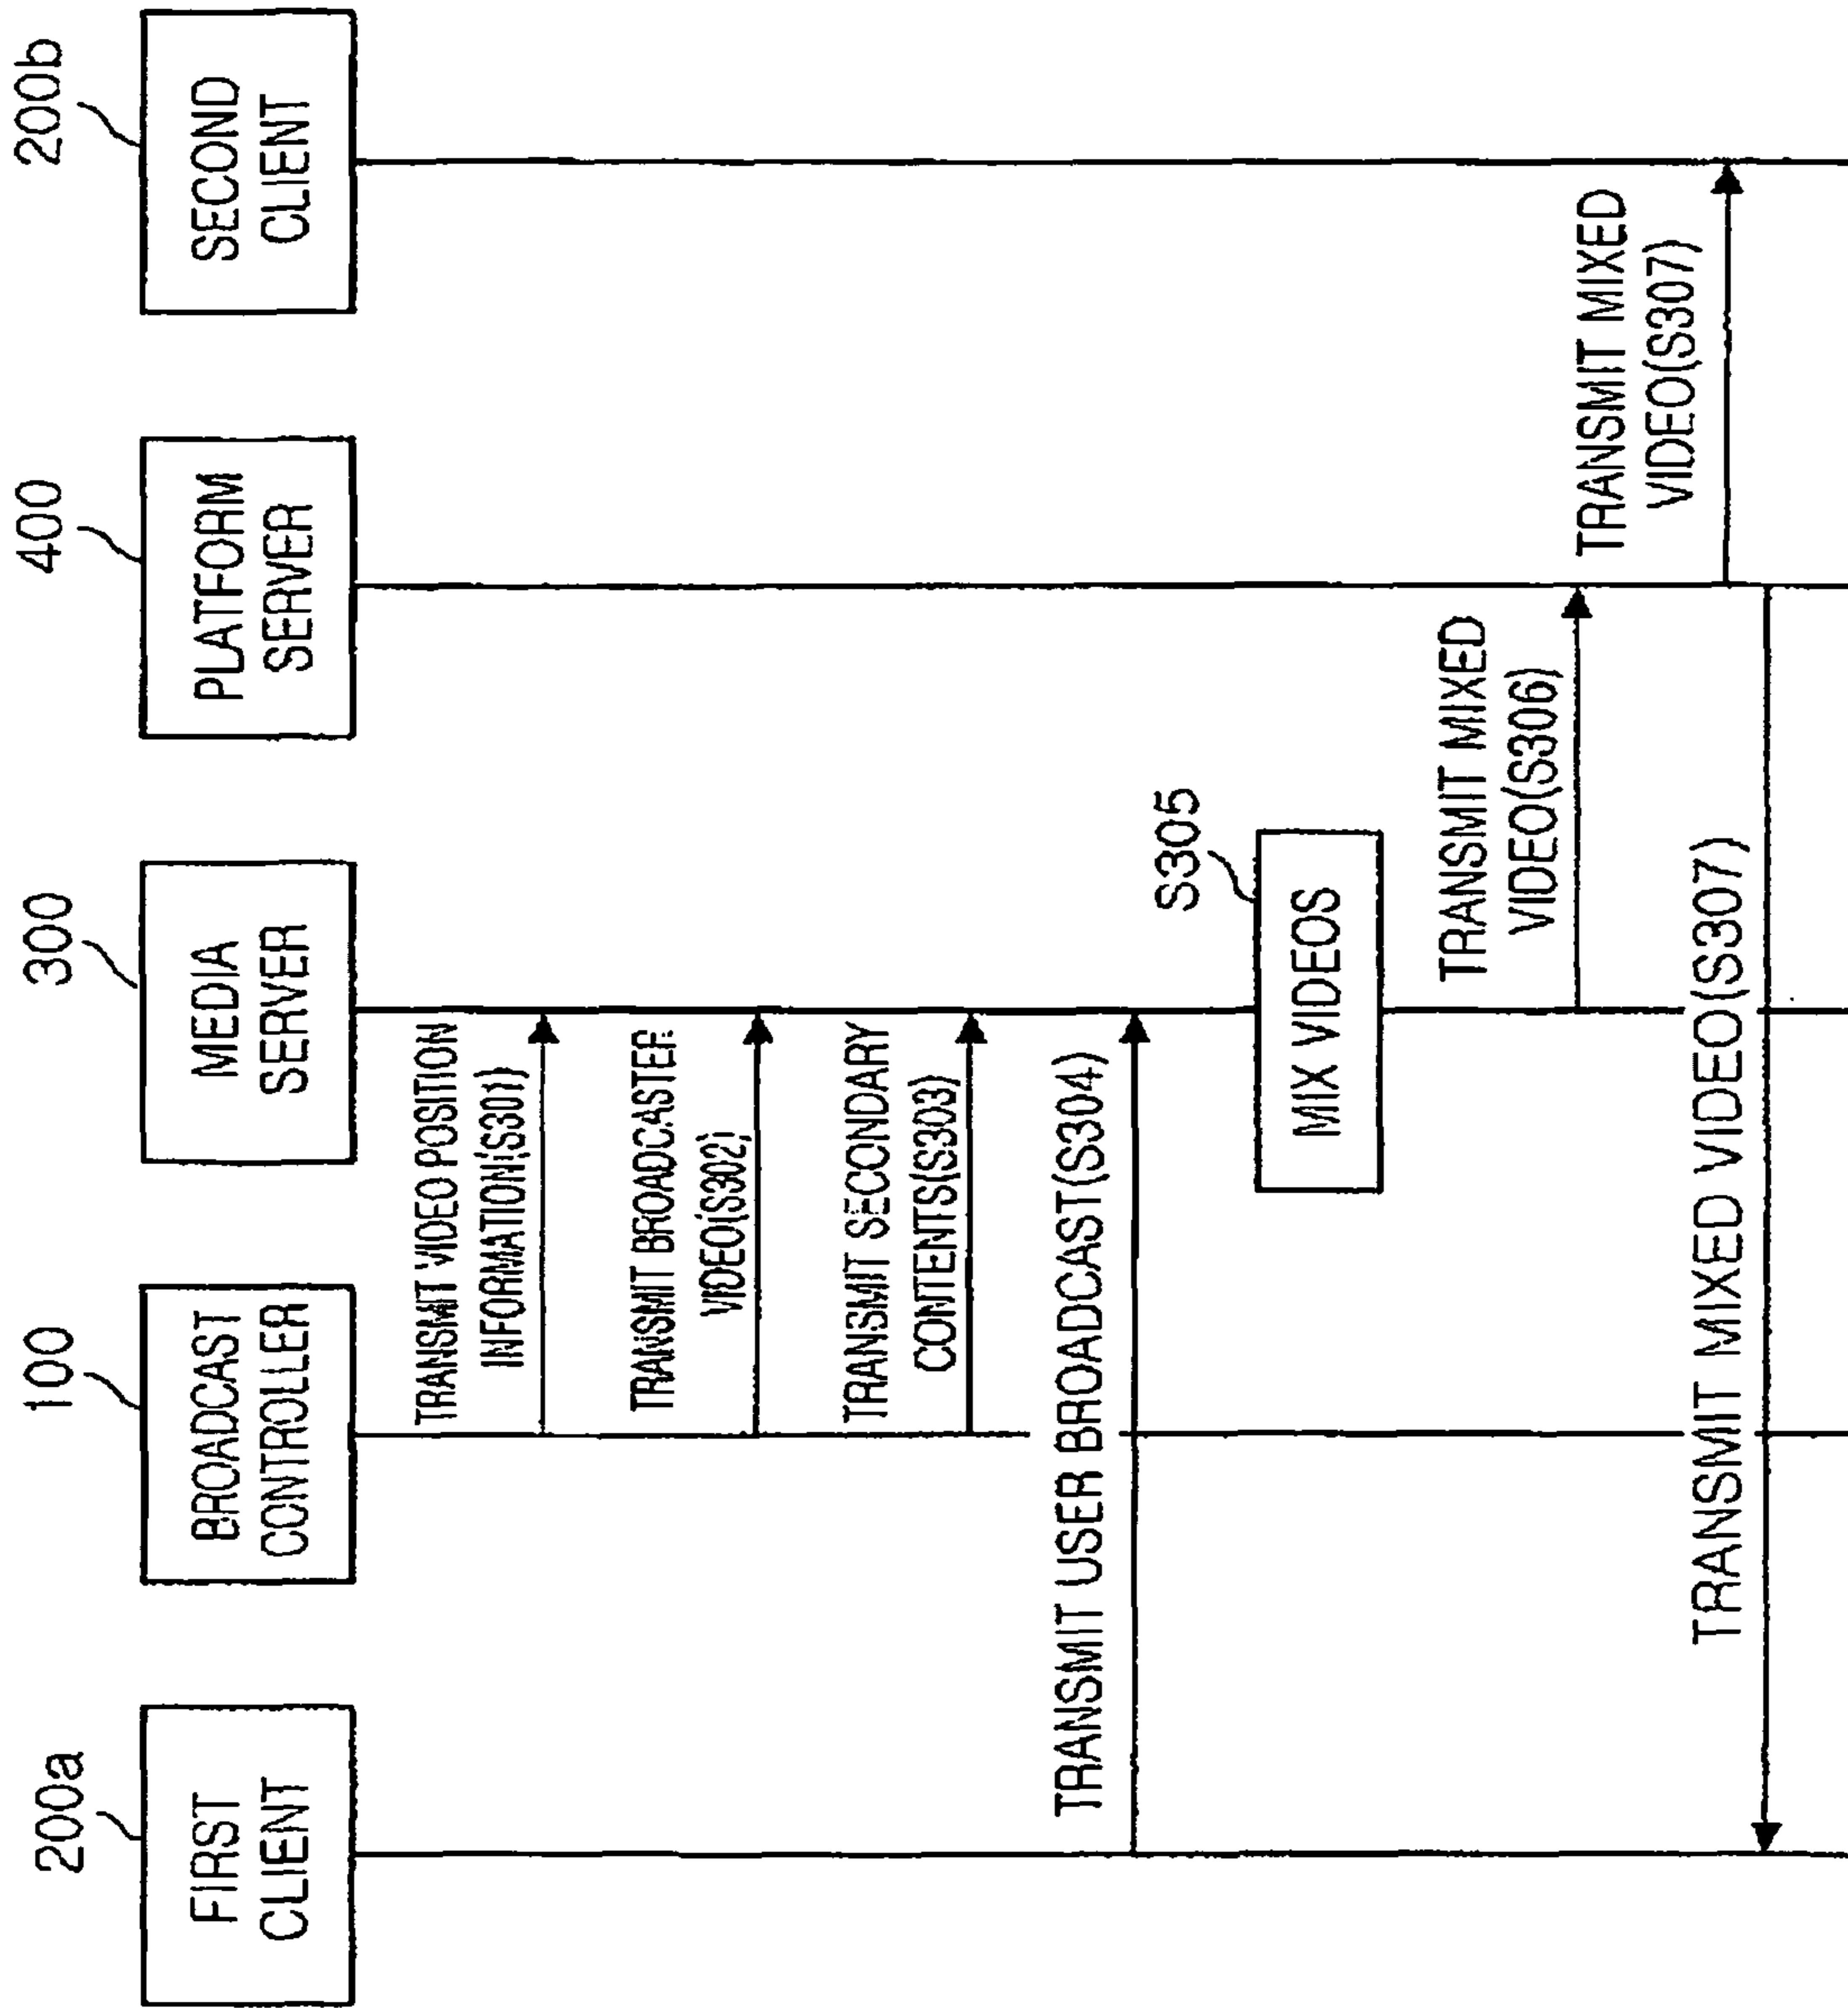 200a
100
300
400
200b
FIRST
CLIENT
BROADCAST
CONTROLLER
MEDIA
SERVER
PLATFORM
SERVER
SECOND
CLIENT
TRANSMIT VIDEO POSITION
INFORMATION(S301)
TRANSMIT BROADCASTER
VIDEO(S302)
TRANSMIT SECONDARY
CONTENTS(S303)
TRANSMIT USER BROADCAST(S304)
S305
MIX VIDEOS
TRANSMIT MIXED
VIDEO(S306)
TRANSMIT MIXED
VIDEO(S307)
TRANSMIT MIXED VIDEO(S307)